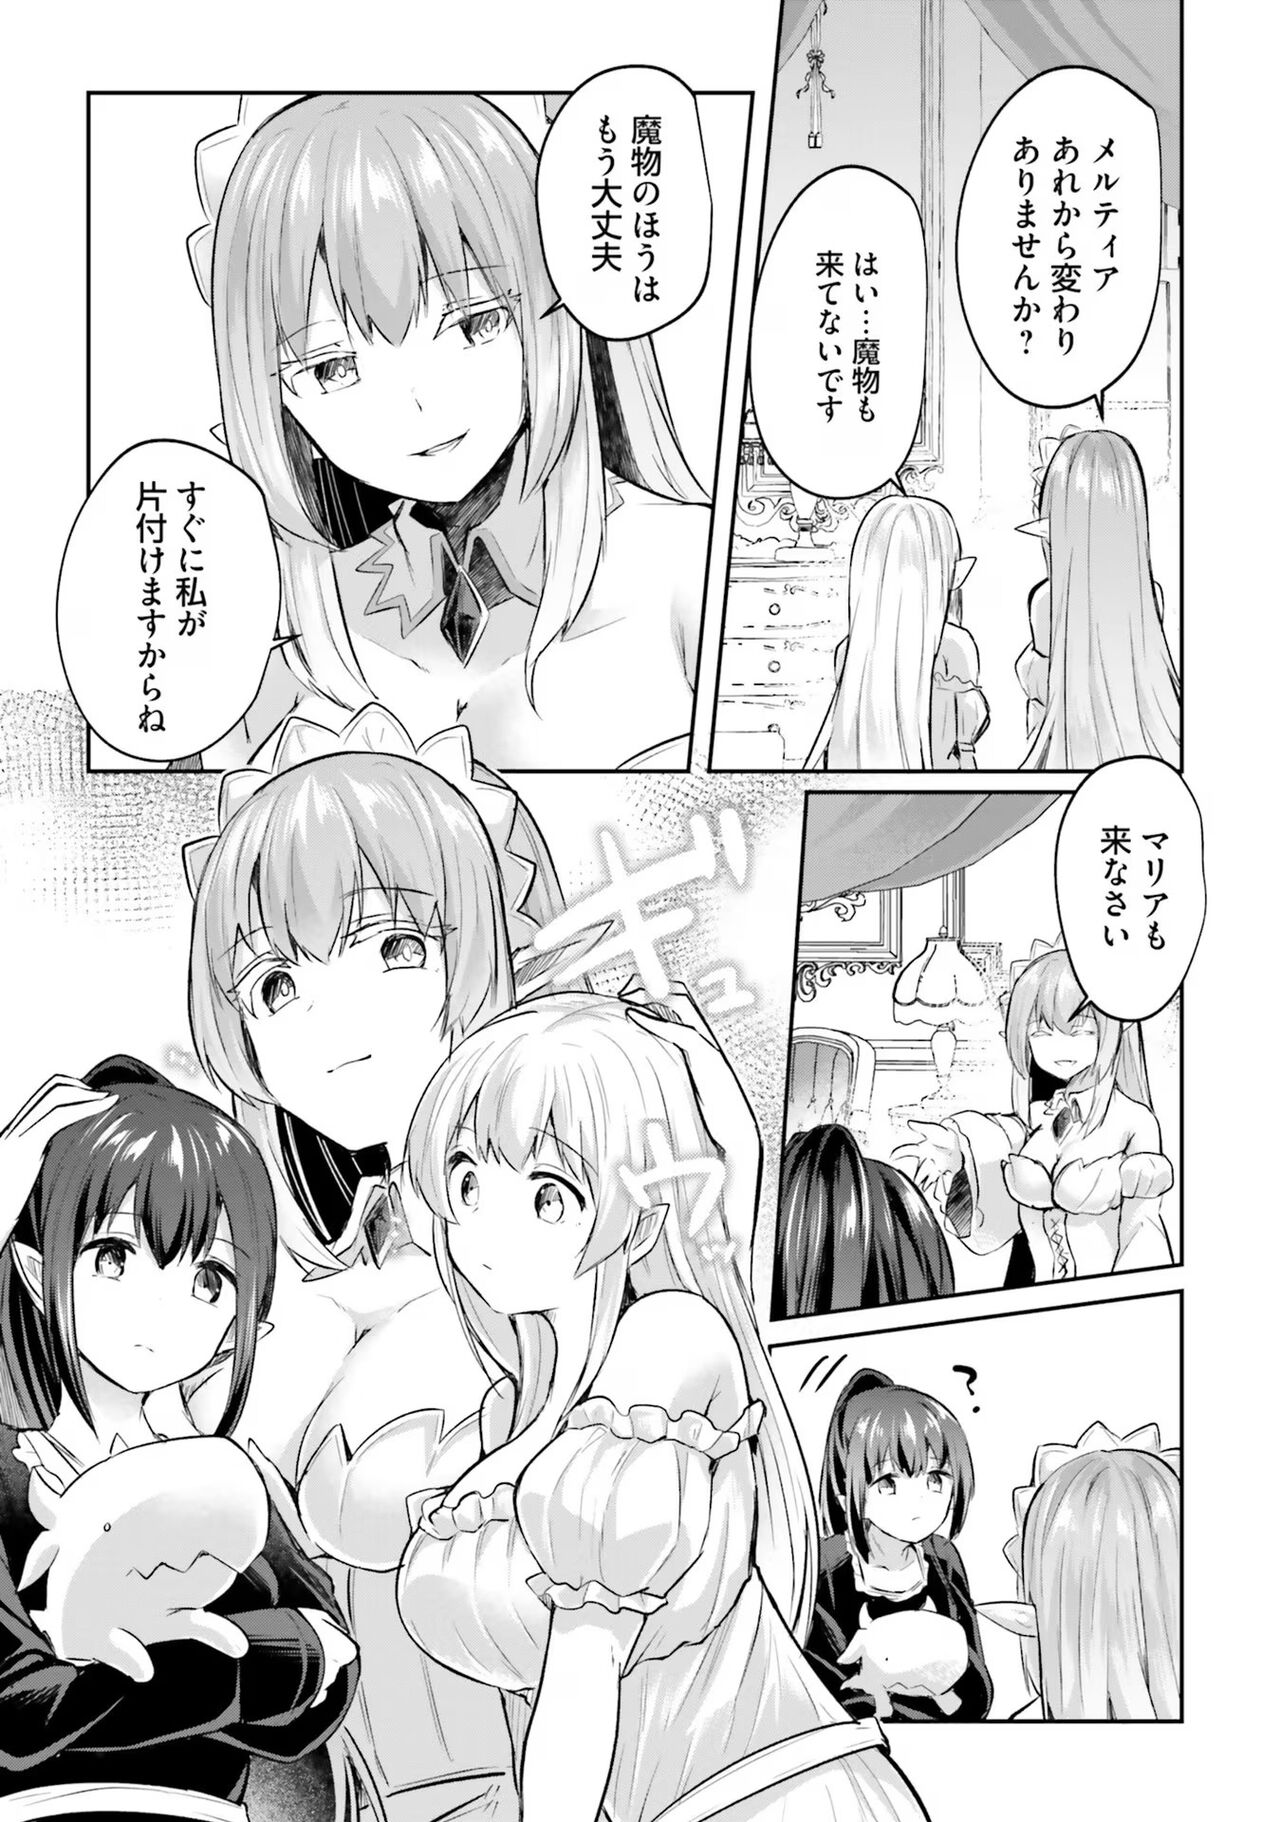 メルティア
あれから変わり
ありませんか?
はい…魔物も
来てないです
魔物のほうは
もう大丈夫
すぐに私が
片付けますからね
マリアも
来なさい
?
ギュウ